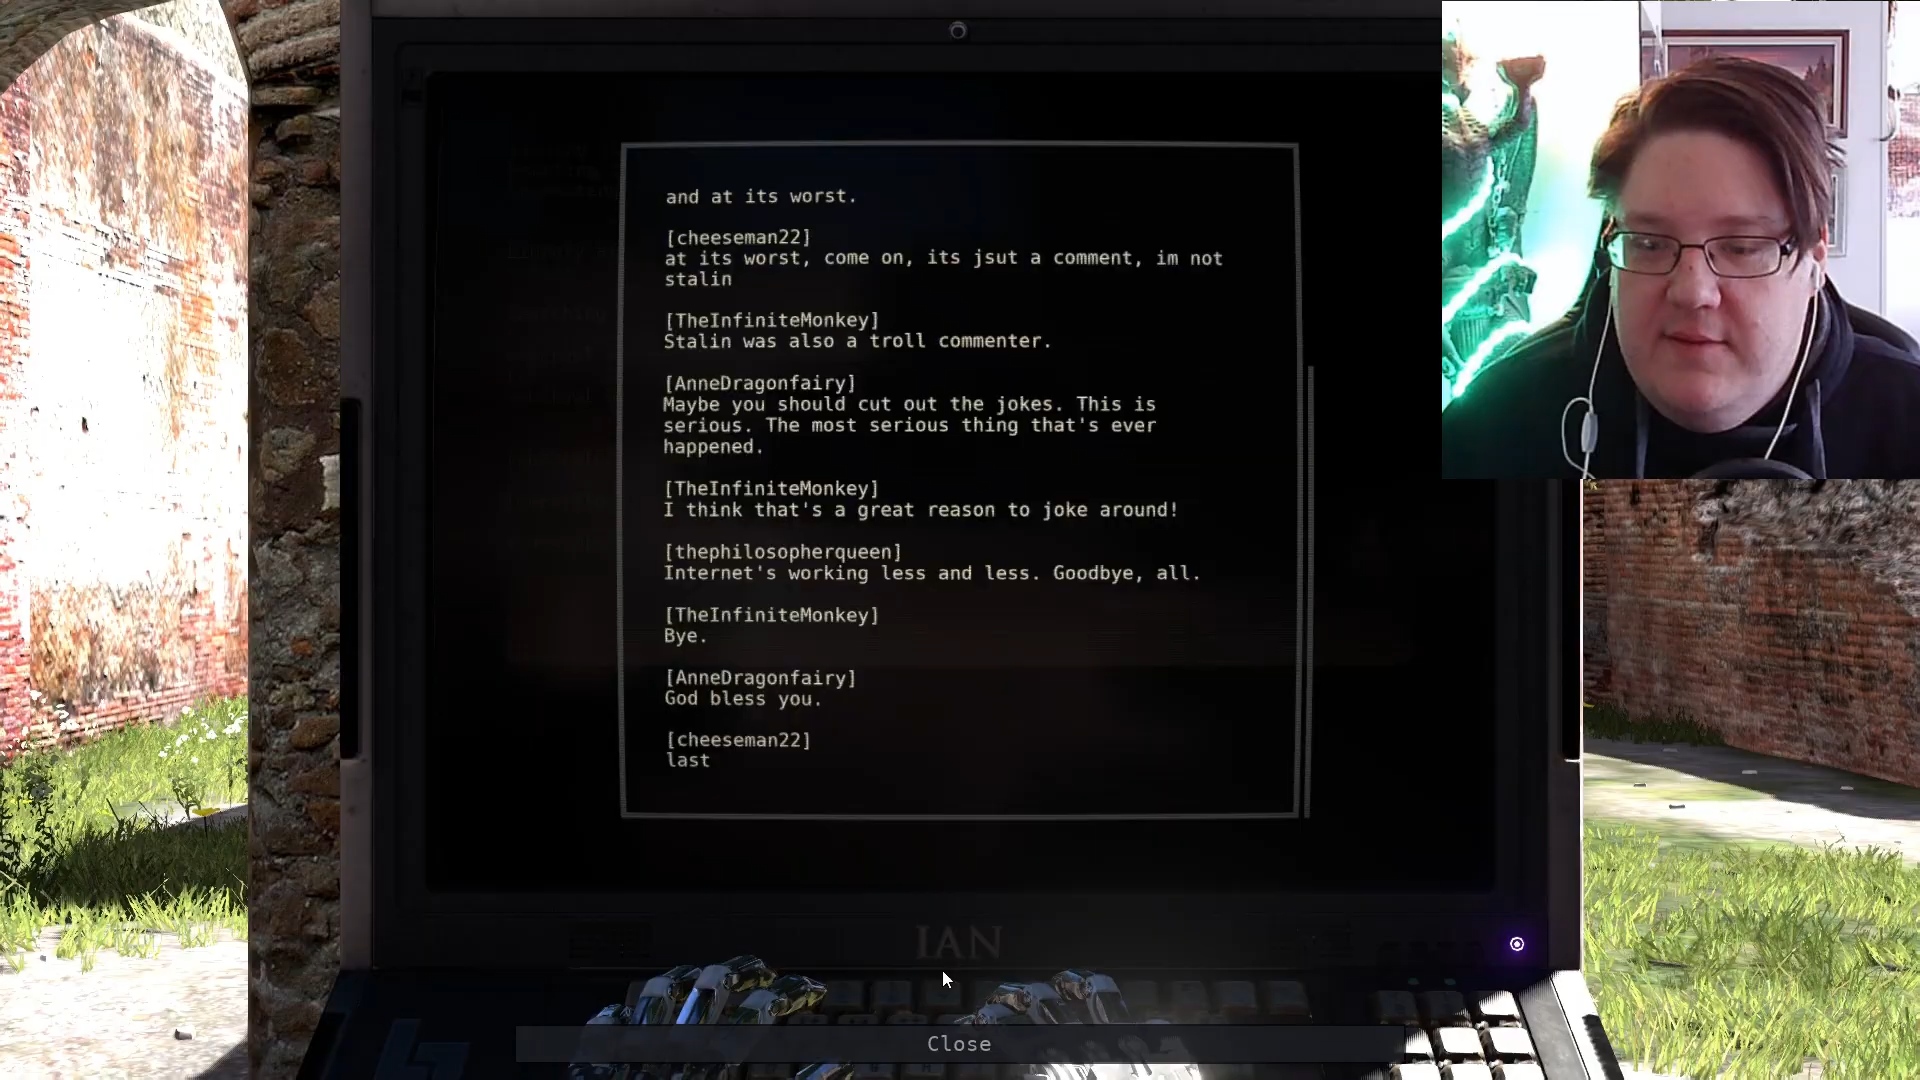 and at its worst.
[cheeseman22]
at its worst, come on, its jsut a comment, im not
stalin
[TheInfiniteMonkey]
Stalin was also a troll commenter.
[AnneDragonfairy]
Maybe you should cut out the jokes. This is
serious. The most serious thing that's ever
happened.
[TheInfiniteMonkey]
I think that's a great reason to joke around!
[thephilosopherqueen]
Internet's working less and less. Goodbye, all.
[TheInfiniteMonkey]
Bye.
[AnneDragonfairy]
God bless you.
[cheeseman22]
last
IAN
Close